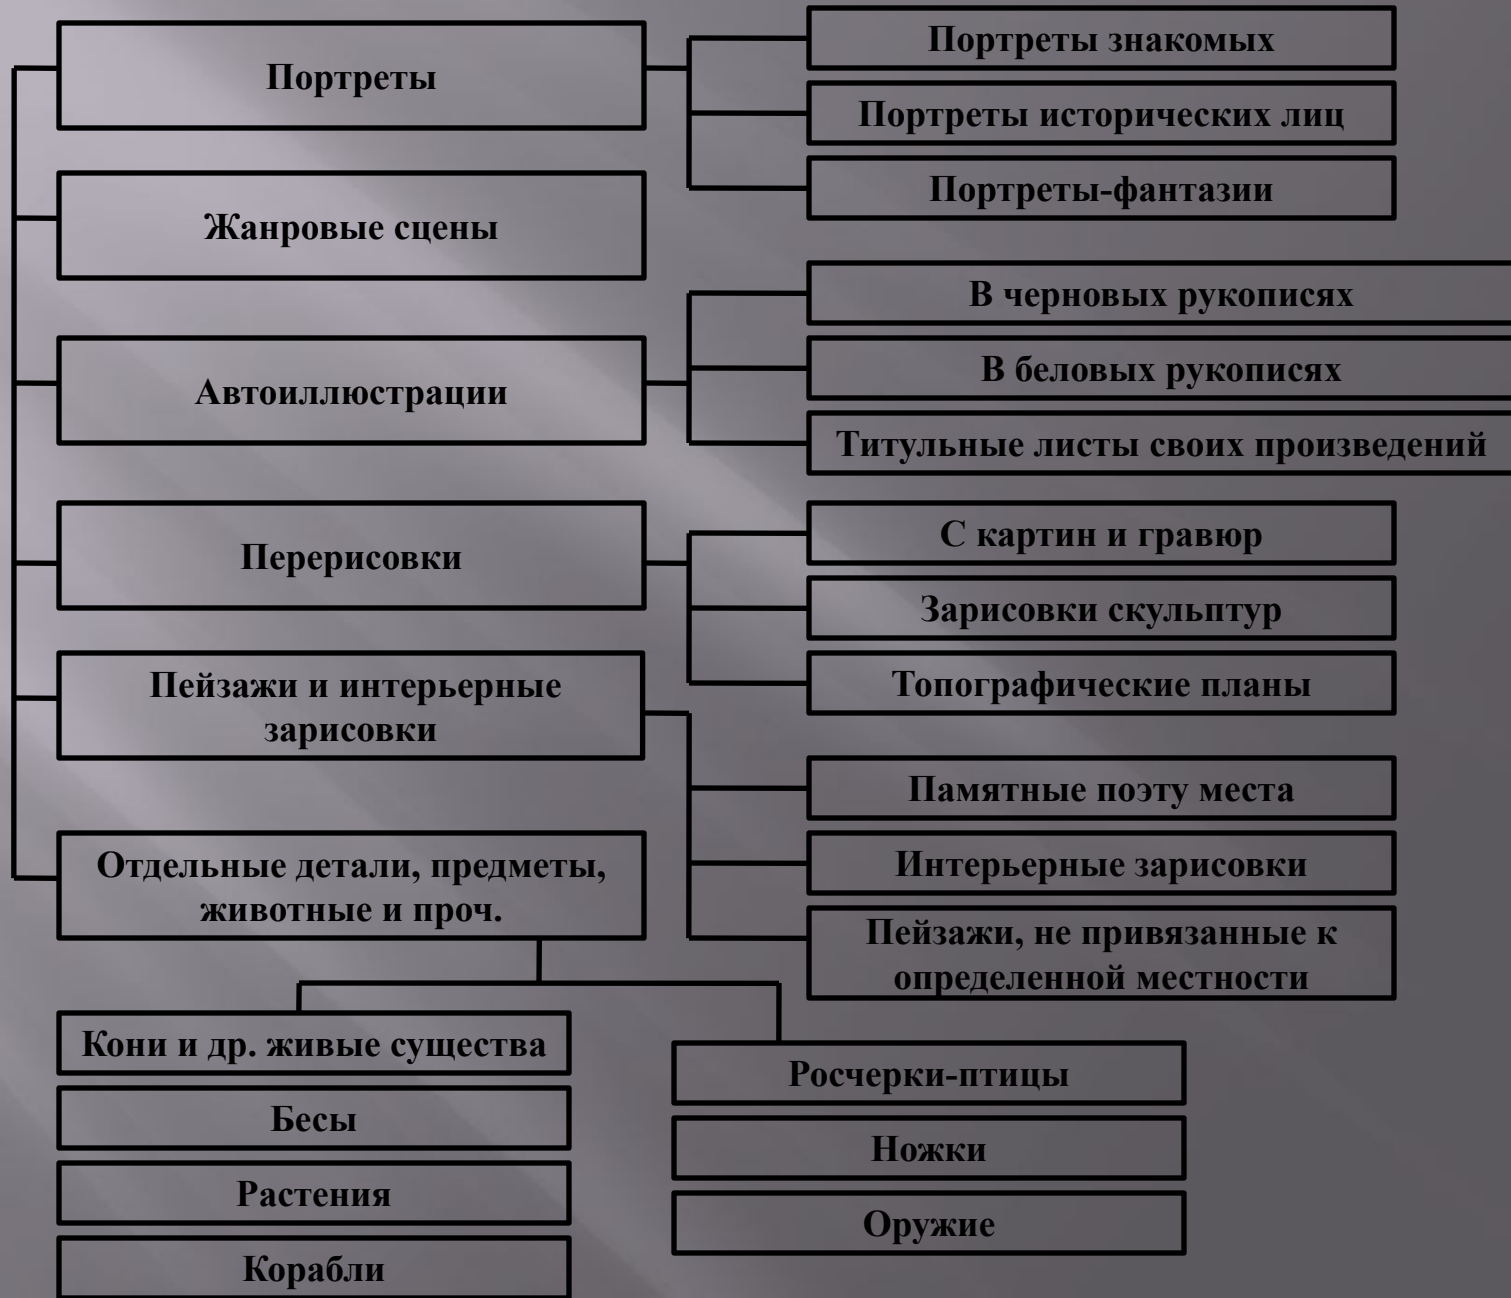 Портреты
Портреты знакомых
Портреты исторических лиц
Портреты-фантазии
Жанровые сцены
Автоиллюстрации
В черновых рукописях
В беловых рукописях
Титульные листы своих произведений
Перерисовки
С картин и гравюр
Зарисовки скульптур
Топографические планы
Пейзажи и интерьерные
зарисовки
Памятные поэту места
Интерьерные зарисовки
Пейзажи, не привязанные к
определенной местности
Отдельные детали, предметы,
животные и проч.
Кони и др. живые существа
Бесы
Растения
Корабли
Росчерки-птицы
Ножки
Оружие